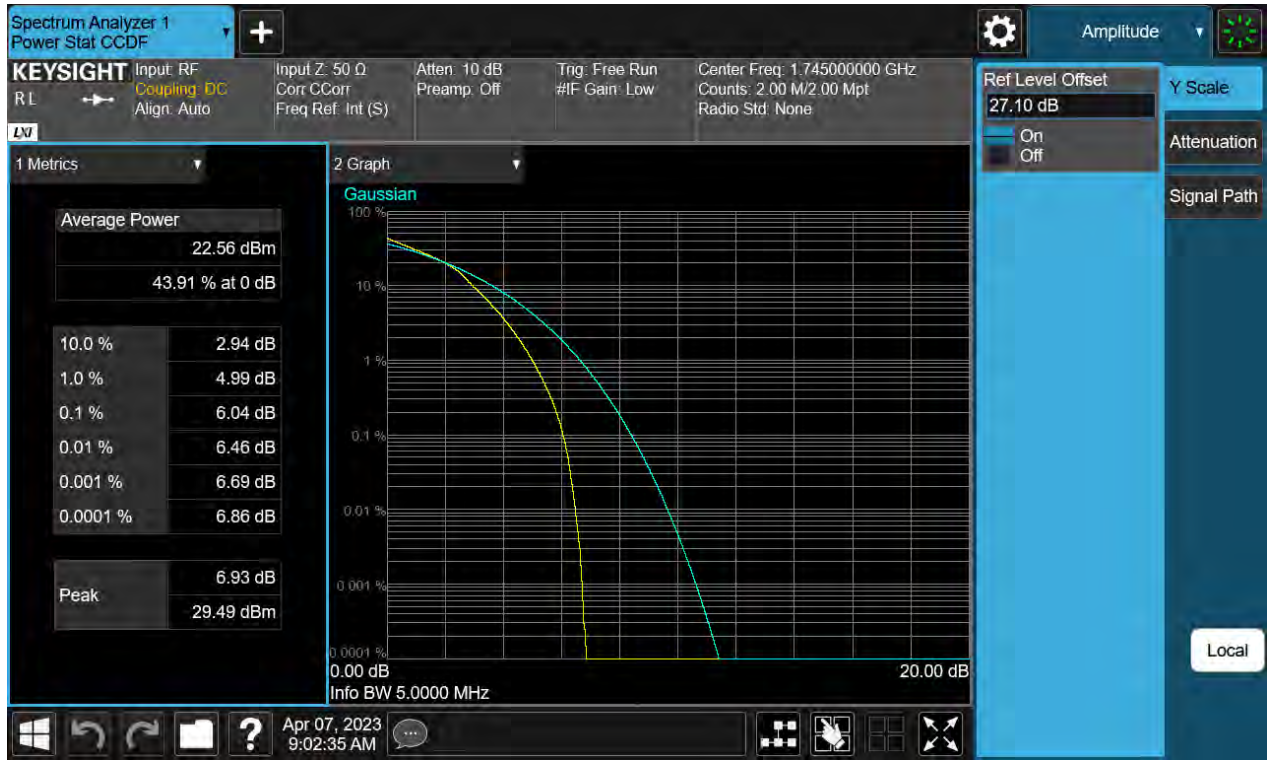 Spectrum Analyzer 1
Power Stat CCDF
Amplitude
KEYSIGHT
RL
LXI
Input: RF
Coupling: DC
Align: Auto
Input Z: 50 Ω
Corr CCorr
Freq Ref: Int (S)
Atten: 10 dB
Preamp: Off
Trig: Free Run
#IF Gain: Low
Center Freq: 1.745000000 GHz
Counts: 2.00 M/2.00 Mpt
Radio Std: None
Ref Level Offset
27.10 dB
On
Off
Y Scale
Attenuation
Signal Path
1 Metrics
Average Power
22.56 dBm
43.91 % at 0 dB
10.0 % 2.94 dB
1.0 % 4.99 dB
0.1 % 6.04 dB
0.01 % 6.46 dB
0.001 % 6.69 dB
0.0001 % 6.86 dB
Peak
6.93 dB
29.49 dBm
2 Graph
Gaussian
100 %
10 %
1 %
0.1 %
0.01 %
0.001 %
0.0001 %
0.00 dB 20.00 dB
Info BW 5.0000 MHz
Local
?
Apr 07, 2023
9:02:35 AM